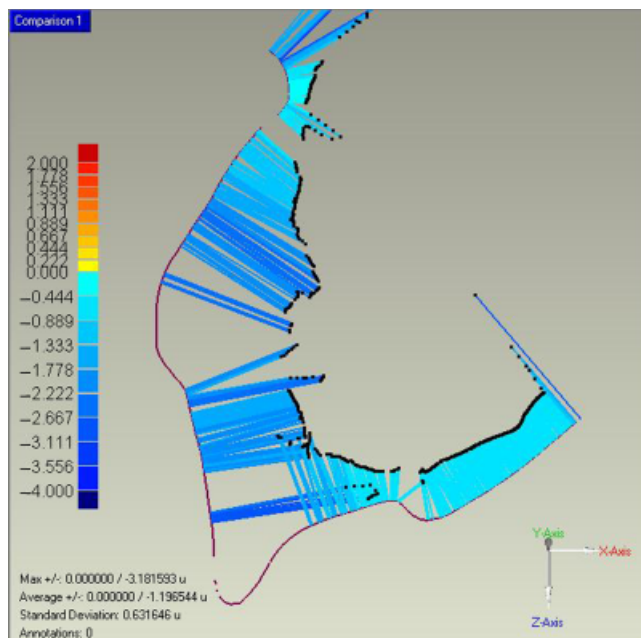 Comparison 1
2.000
1.778
1.556
1.333
1.111
0.889
0.667
0.444
0.222
0.000
-0.444
-0.889
-1.333
-1.778
-2.222
-2.667
-3.111
-3.556
-4.000
Y-Axis
X-Axis
Z-Axis
Max +/-: 0.000000 / -3.181593 u
Average +/-: 0.000000 / -1.196544 u
Standard Deviation: 0.631646 u
Annotations: 0